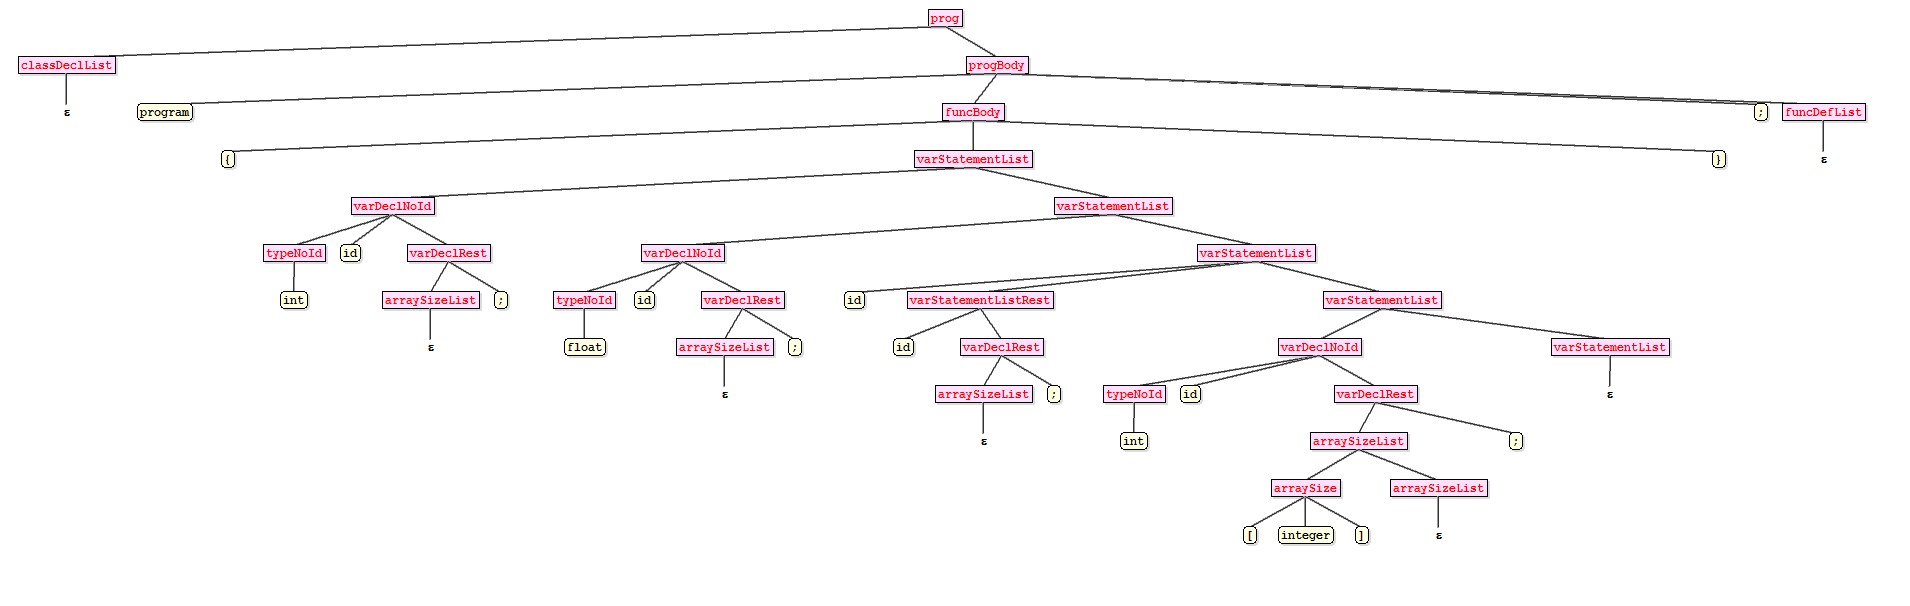 prog
classDeclList progBody
ε program funcBody ; funcDefList
{ varStatementList } ε
varDeclNoId varStatementList
typeNoId id varDeclRest varDeclNoId varStatementList
int arraySizeList ; typeNoId id varDeclRest id varStatementListRest varStatementList
ε float arraySizeList ; id varDeclRest varDeclNoId varStatementList
ε arraySizeList ; typeNoId id varDeclRest ε
ε int arraySizeList ;
arraySize arraySizeList
[ integer ] ε